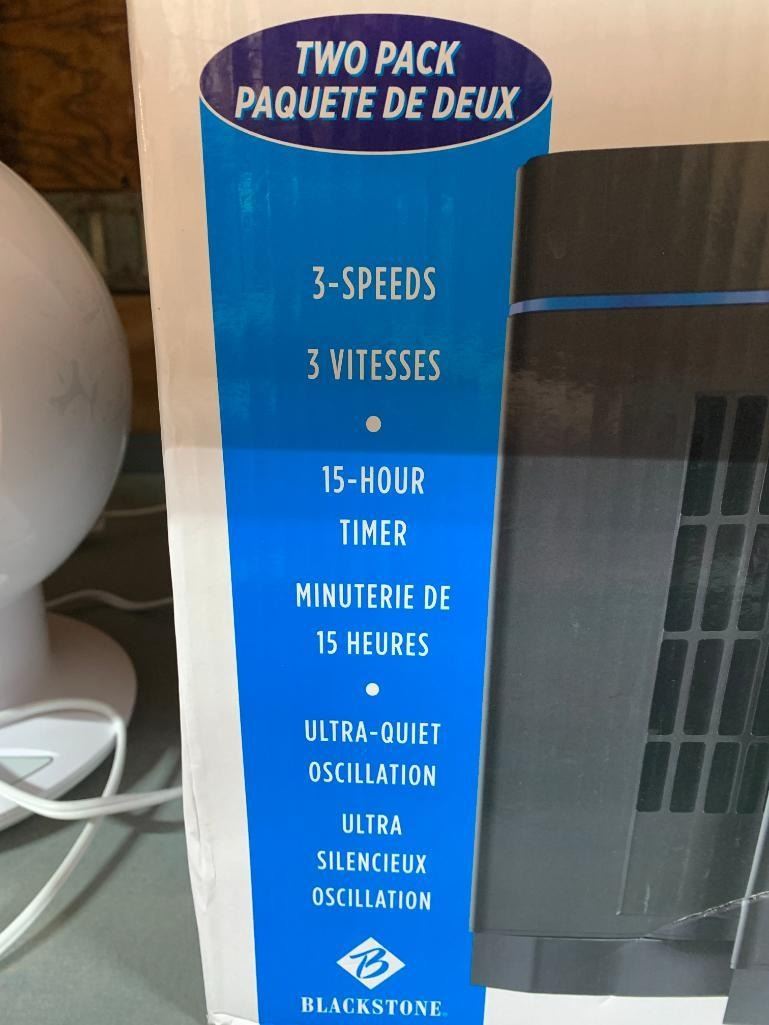 TWO PACK
PAQUETE DE DEUX
3-SPEEDS
3 VITESSES
15-HOUR
TIMER
MINUTERIE DE
15 HEURES
ULTRA-QUIET
OSCILLATION
ULTRA
SILENCIEUX
OSCILLATION
B
BLACKSTONE